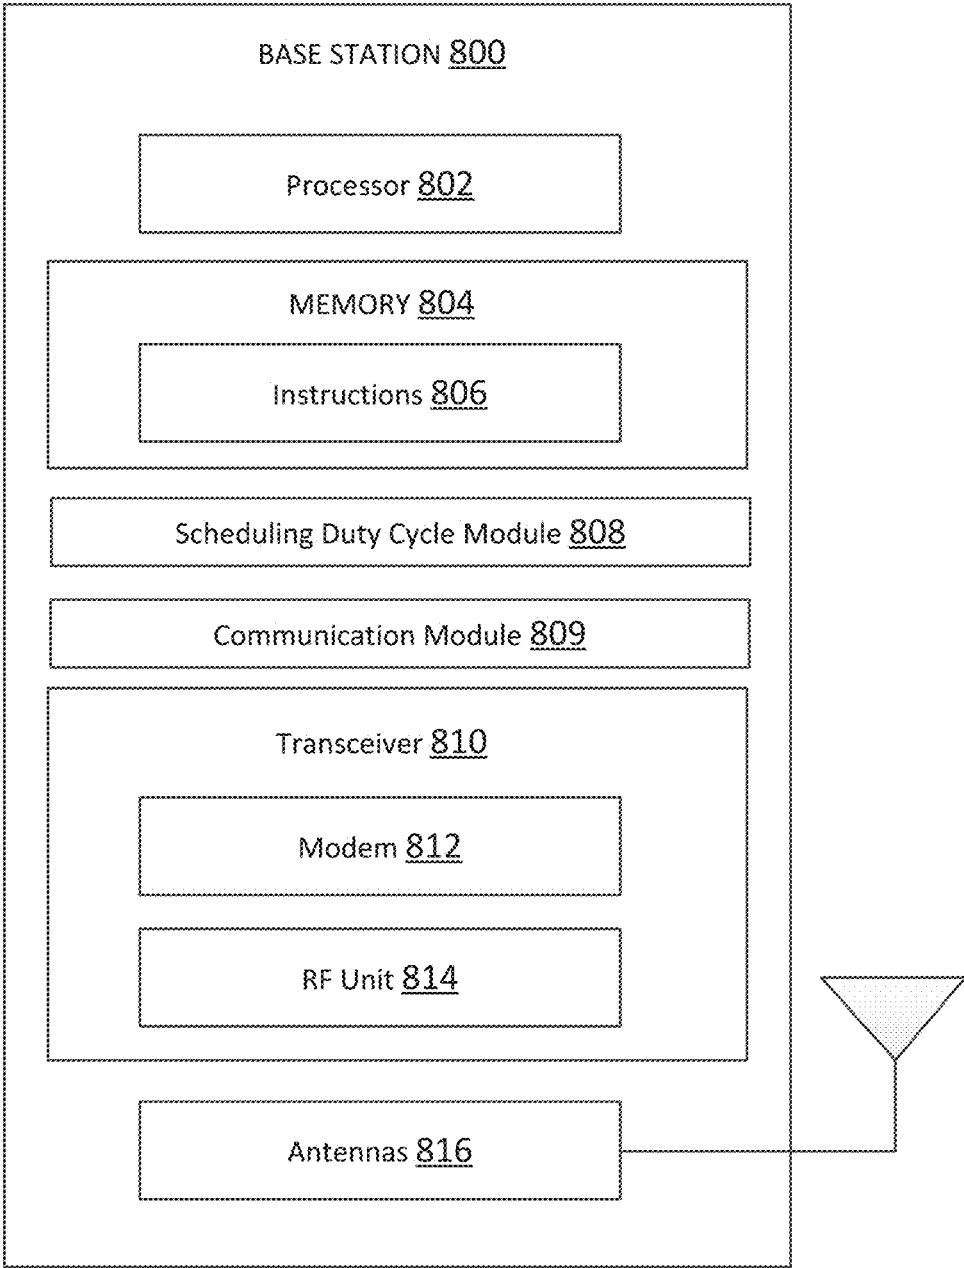 BASE STATION 800
Processor 802
MEMORY 804
Instructions 806
Scheduling Duty Cycle Module 808
Communication Module 809
Transceiver 810
Modem 812
RF Unit 814
Antennas 816